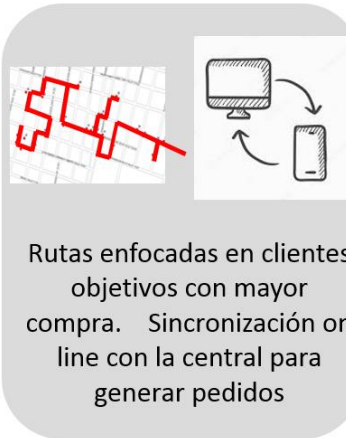 Rutas enfocadas en clientes
objetivos con mayor
compra. Sincronización on
line con la central para
generar pedidos